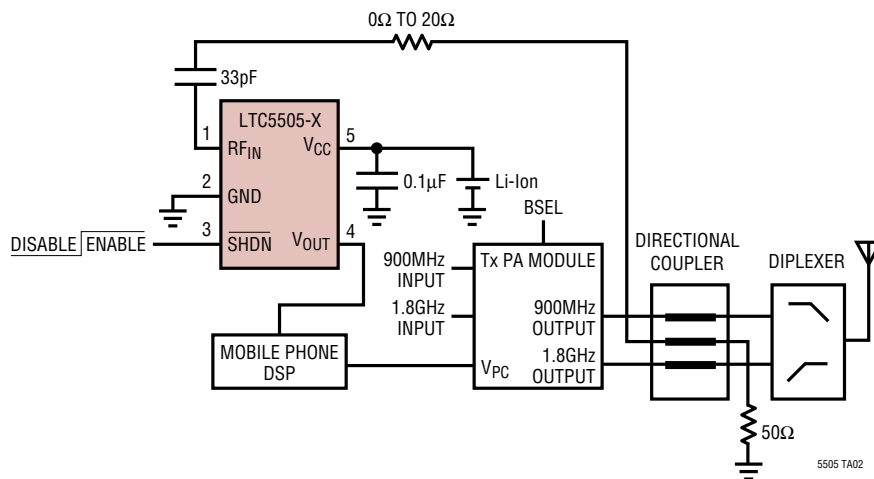 0Ω TO 20Ω
33pF
LTC5505-X
1
RF_IN
V_CC
5
2
GND
0.1µF
Li-Ion
3
SHDN
V_OUT
4
DISABLE ENABLE
BSEL
DIRECTIONAL
COUPLER
DIPLEXER
900MHz
INPUT
1.8GHz
INPUT
Tx PA MODULE
900MHz
OUTPUT
1.8GHz
OUTPUT
V_PC
MOBILE PHONE
DSP
50Ω
5505 TA02